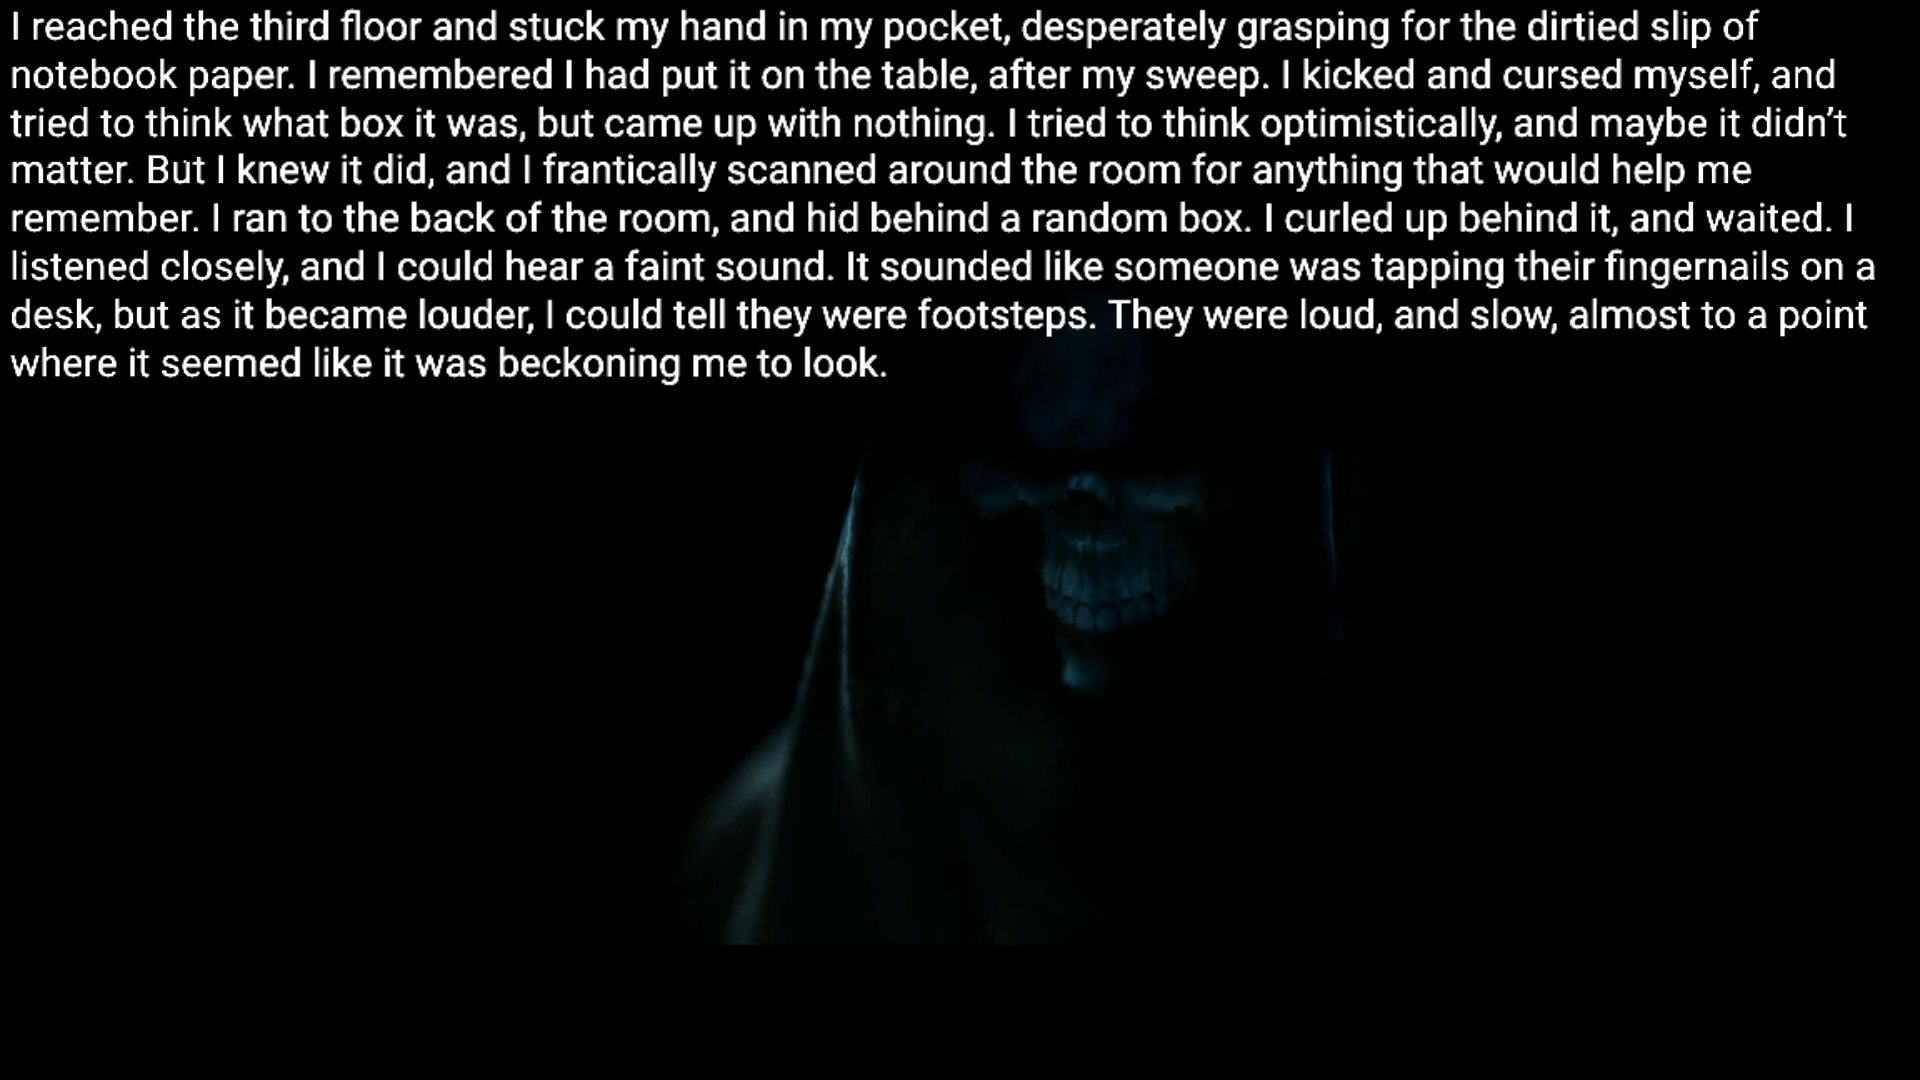 I reached the third floor and stuck my hand in my pocket, desperately grasping for the dirtied slip of
notebook paper. I remembered I had put it on the table, after my sweep. I kicked and cursed myself, and
tried to think what box it was, but came up with nothing. I tried to think optimistically, and maybe it didn’t
matter. But I knew it did, and I frantically scanned around the room for anything that would help me
remember. I ran to the back of the room, and hid behind a random box. I curled up behind it, and waited. I
listened closely, and I could hear a faint sound. It sounded like someone was tapping their fingernails on a
desk, but as it became louder, I could tell they were footsteps. They were loud, and slow, almost to a point
where it seemed like it was beckoning me to look.